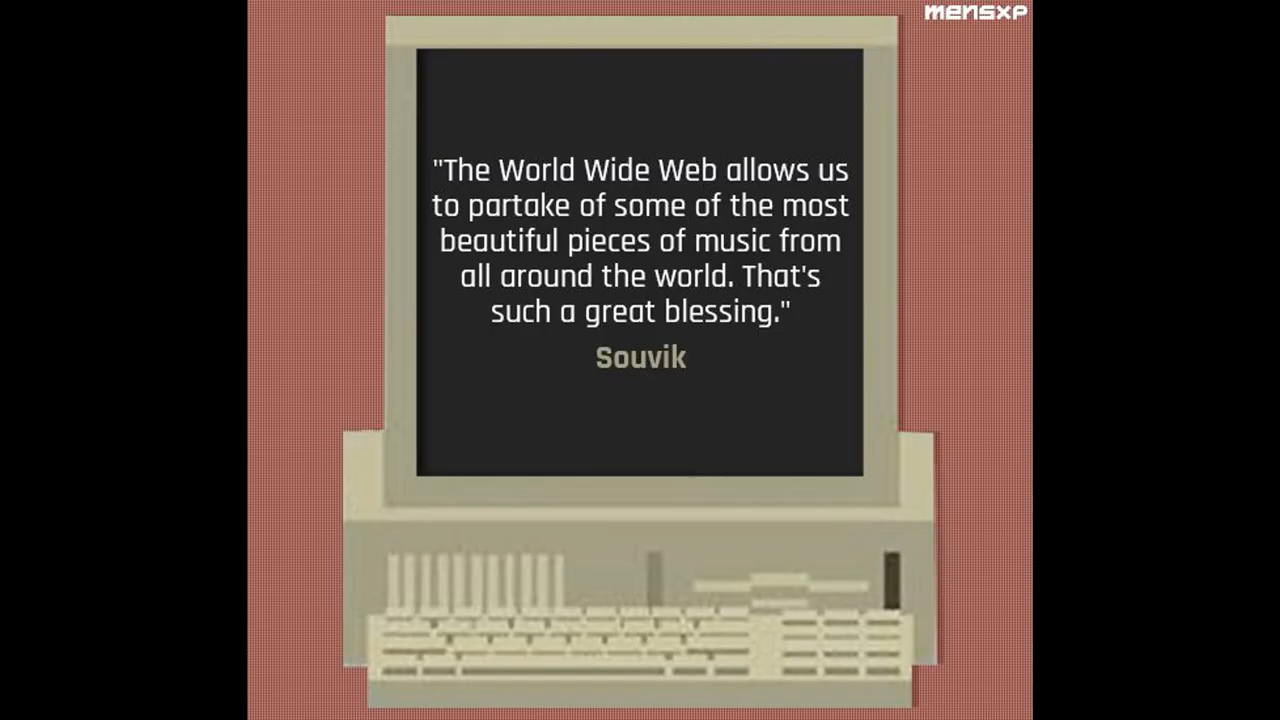 mensxp
"The World Wide Web allows us
to partake of some of the most
beautiful pieces of music from
all around the world. That's
such a great blessing."
Souvik